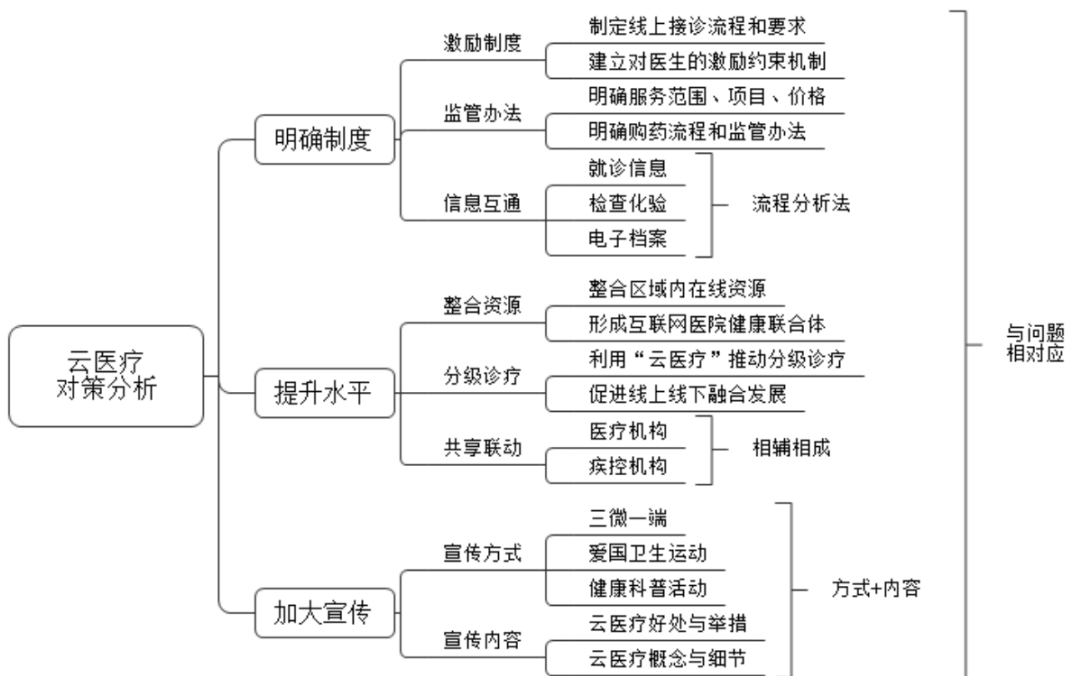 云医疗
对策分析
明确制度
激励制度
制定线上接诊流程和要求
建立对医生的激励约束机制
监管办法
明确服务范围、项目、价格
明确购药流程和监管办法
信息互通
就诊信息
检查化验
电子档案
流程分析法
提升水平
整合资源
整合区域内在线资源
形成互联网医院健康联合体
分级诊疗
利用“云医疗”推动分级诊疗
促进线上线下融合发展
共享联动
医疗机构
疾控机构
相辅相成
加大宣传
宣传方式
三微一端
爱国卫生运动
健康科普活动
宣传内容
云医疗好处与举措
云医疗概念与细节
方式+内容
与问题
相对应